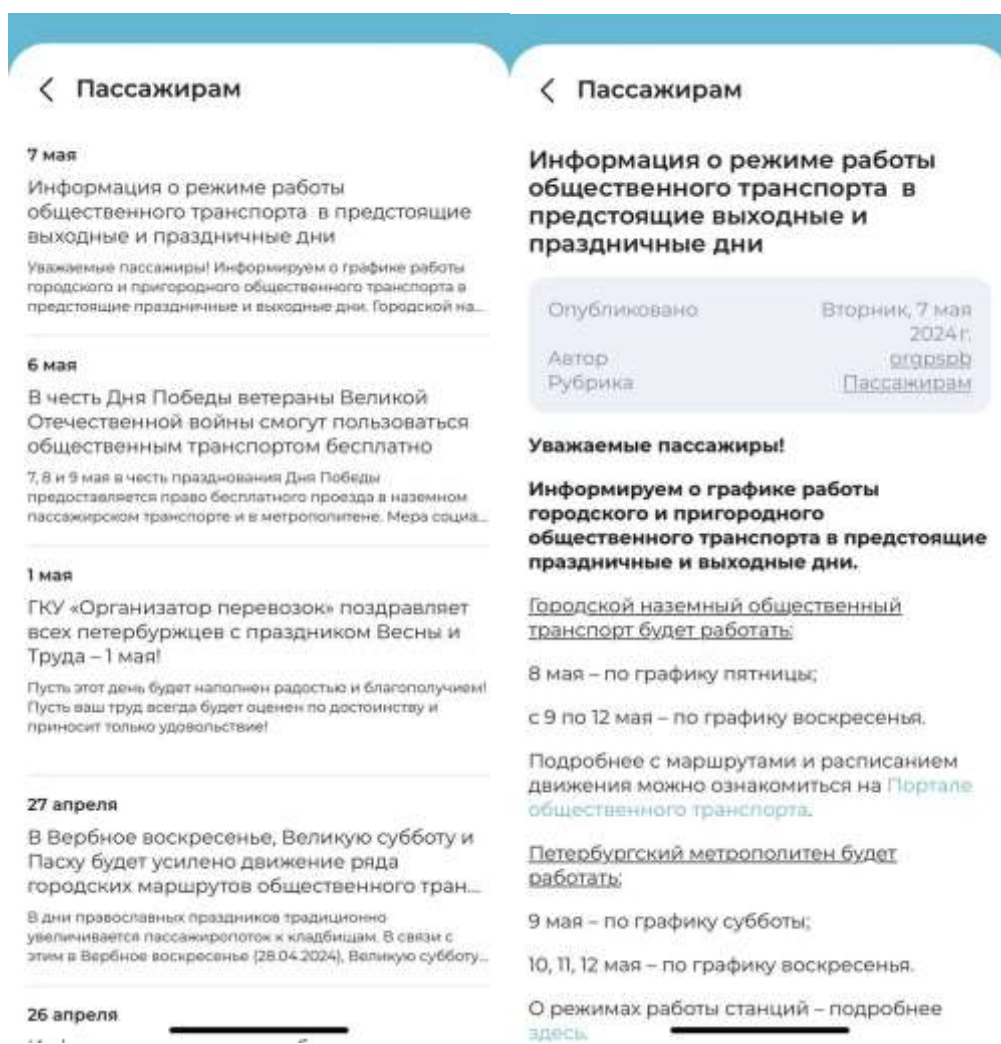 Пассажирам
7 мая
Информация о режиме работы
общественного транспорта в предстоящие
выходные и праздничные дни
Уважаемые пассажиры! Информируем о графике работы
городского и пригородного общественного транспорта в
предстоящие праздничные и выходные дни. Городской на...
6 мая
В честь Дня Победы ветераны Великой
Отечественной войны смогут пользоваться
общественным транспортом бесплатно
7, 8 и 9 мая в честь празднования Дня Победы
предоставляется право бесплатного проезда в наземном
пассажирском транспорте и в метрополитене. Мера социа...
1 мая
ГКУ «Организатор перевозок» поздравляет
всех петербуржцев с праздником Весны и
Труда – 1 мая!
Пусть этот день будет наполнен радостью и благополучием!
Пусть ваш труд всегда будет оценен по достоинству и
приносит только удовольствие!
27 апреля
В Вербное воскресенье, Великую субботу и
Пасху будет усилено движение ряда
городских маршрутов общественного тран...
В дни православных праздников традиционно
увеличивается пассажиропоток к кладбищам. В связи с
этим в Вербное воскресенье (28.04.2024), Великую субботу...
26 апреля
Пассажирам
Информация о режиме работы
общественного транспорта в
предстоящие выходные и
праздничные дни
Опубликовано Вторник, 7 мая
2024 г.
Автор orgpspb
Рубрика Пассажирам
Уважаемые пассажиры!
Информируем о графике работы
городского и пригородного
общественного транспорта в предстоящие
праздничные и выходные дни.
Городской наземный общественный
транспорт будет работать:
8 мая – по графику пятницы;
с 9 по 12 мая – по графику воскресенья.
Подробнее с маршрутами и расписанием
движения можно ознакомиться на Портале
общественного транспорта.
Петербургский метрополитен будет
работать:
9 мая – по графику субботы;
10, 11, 12 мая – по графику воскресенья.
О режимах работы станций – подробнее
здесь.